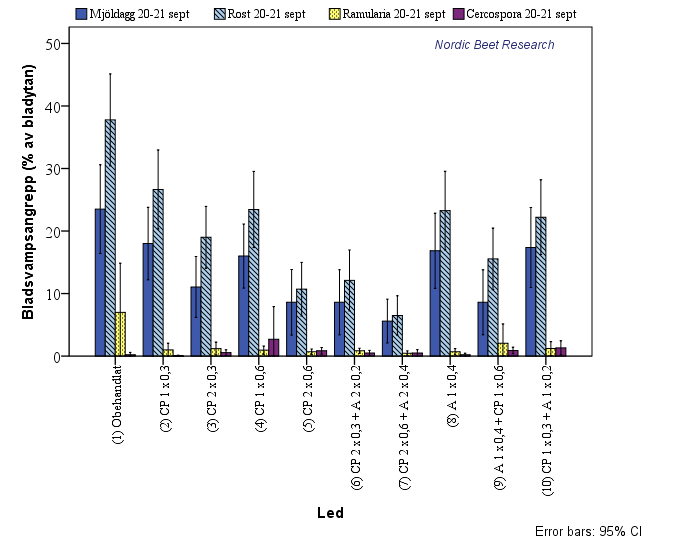 Mjöldagg 20-21 sept Rost 20-21 sept Ramularia 20-21 sept Cercospora 20-21 sept
Nordic Beet Research
Bladsvampsangrepp (% av bladytan)
50
40
30
20
10
0
(1) Obehandlat
(2) CP 1 x 0,3
(3) CP 2 x 0,3
(4) CP 1 x 0,6
(5) CP 2 x 0,6
(6) CP 2 x 0,3 + A 2 x 0,2
(7) CP 2 x 0,6 + A 2 x 0,4
(8) A 1 x 0,4
(9) A 1 x 0,4 + CP 1 x 0,6
(10) CP 1 x 0,3 + A 1 x 0,2
Led
Error bars: 95% CI